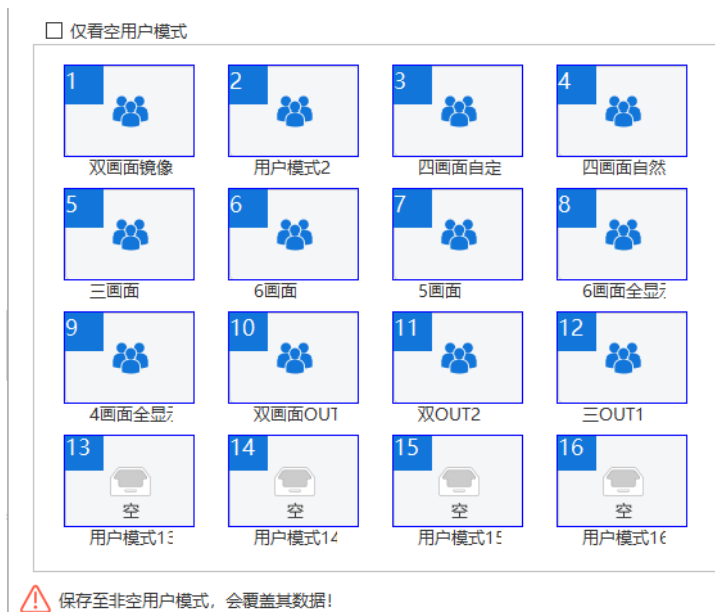 仅看空用户模式
1 2 3 4
双画面镜像 用户模式2 四画面自定 四画面自然
5 6 7 8
三画面 6画面 5画面 6画面全显
9 10 11 12
4画面全显 双画面OUT 双OUT2 三OUT1
13 14 15 16
空 空 空 空
用户模式13 用户模式14 用户模式15 用户模式16
保存至非空用户模式，会覆盖其数据!